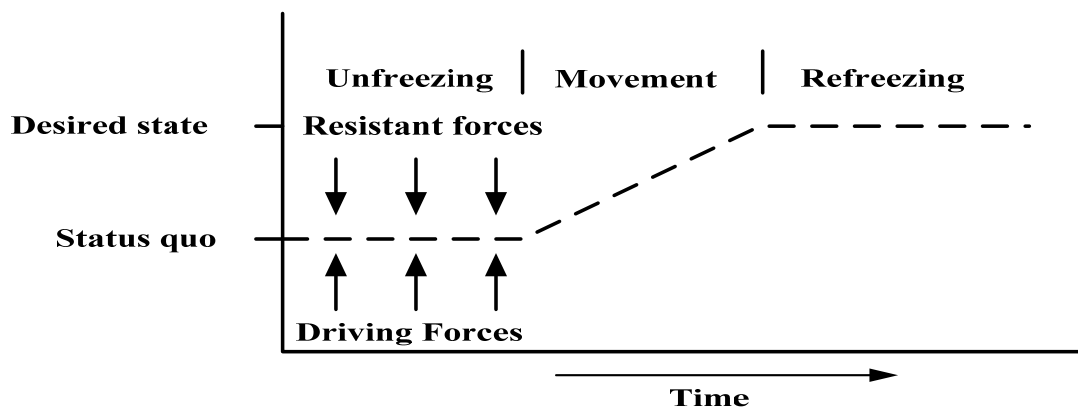 Unfreezing
Movement
Refreezing
Desired state
Resistant forces
Status quo
Driving Forces
Time